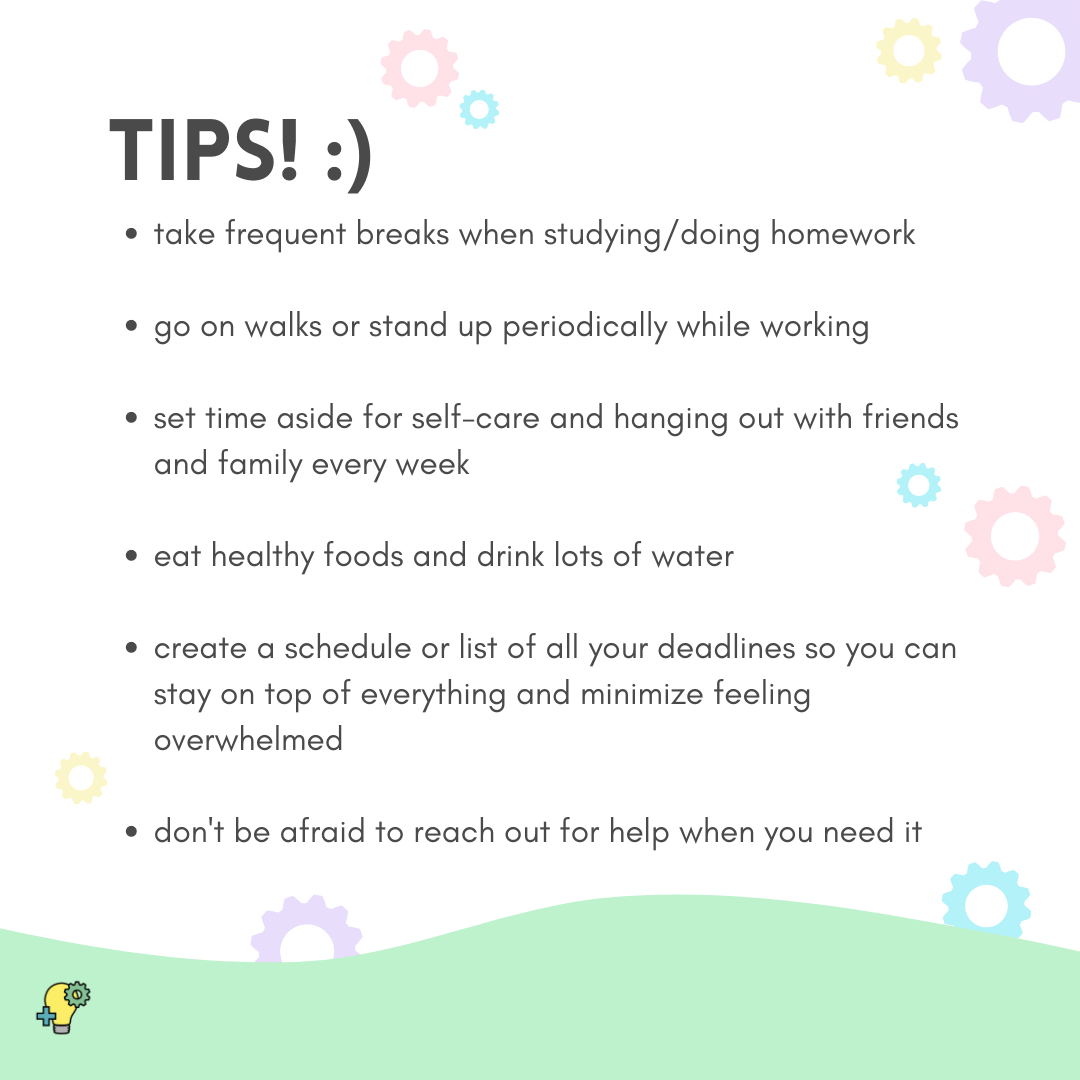 TIPS! :)
• take frequent breaks when studying/doing homework
• go on walks or stand up periodically while working
• set time aside for self-care and hanging out with friends
and family every week
• eat healthy foods and drink lots of water
• create a schedule or list of all your deadlines so you can
stay on top of everything and minimize feeling
overwhelmed
• don't be afraid to reach out for help when you need it